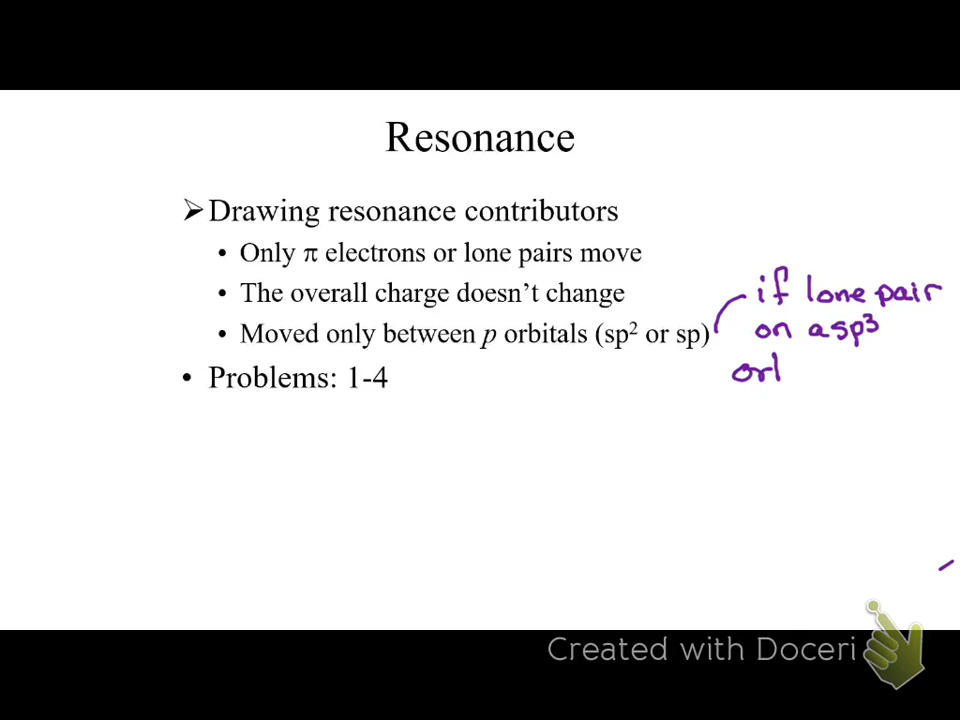 Resonance
➢Drawing resonance contributors
• Only π electrons or lone pairs move
• The overall charge doesn’t change
• Moved only between p orbitals (sp² or sp)
• Problems: 1-4
if lone pair
on a sp³
orl
Created with Doceri